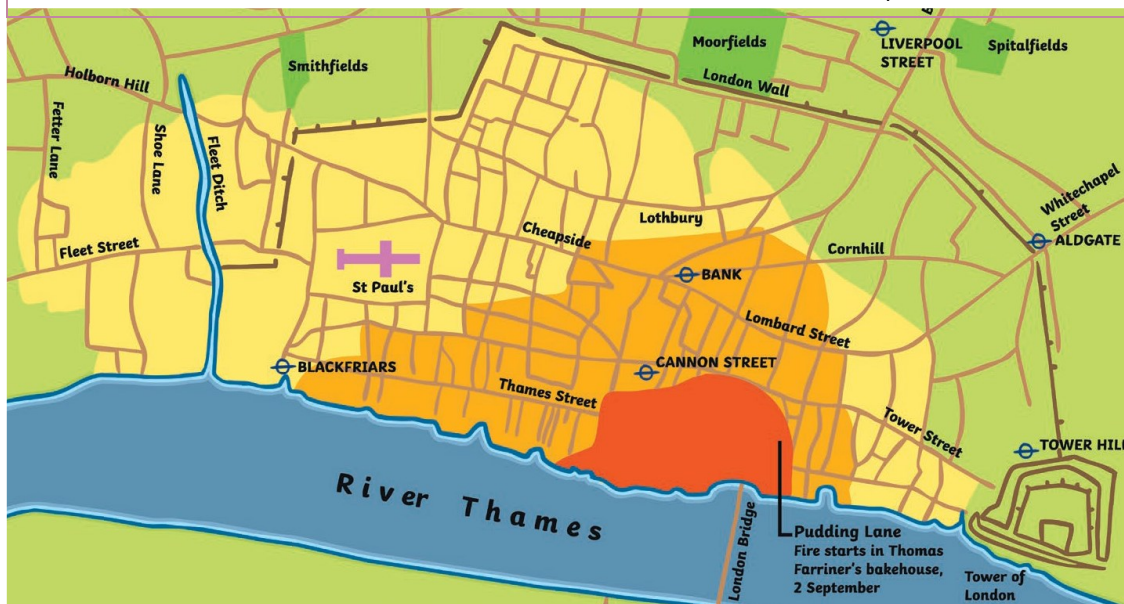 Moorfields
LIVERPOOL
STREET
Spitalfields
Smithfields
Holborn Hill
London Wall
Fetter Lane
Shoe Lane
Fleet Ditch
Whitechapel
Street
Lothbury
Cheapside
Fleet Street
Cornhill
ALDGATE
BANK
St Paul's
Lombard Street
BLACKFRIARS
CANNON STREET
Thames Street
Tower Street
TOWER HILL
River Thames
London Bridge
Pudding Lane
Fire starts in Thomas
Farriner's bakehouse,
2 September
Tower of
London